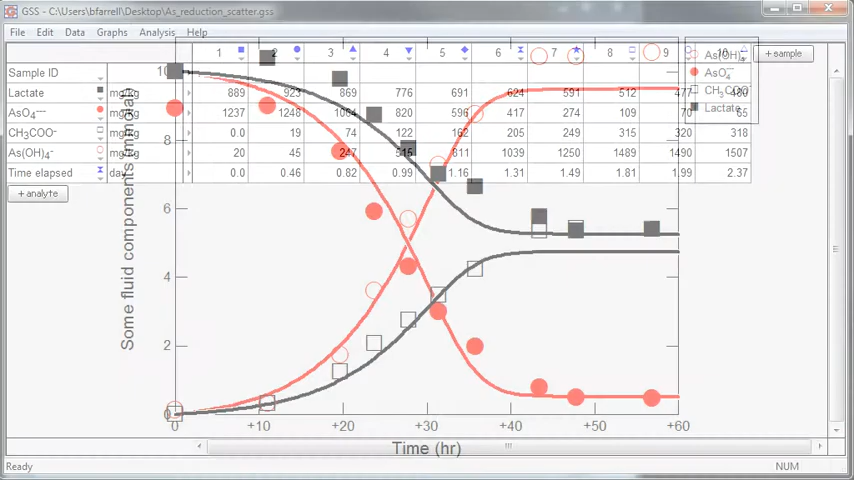 GSS - C:\Users\bfarrell\Desktop\As_reduction_scatter.gss
File Edit Data Graphs Analysis Help
1 2 3 4 5 6 7 8 9 10 + sample
Sample ID
Lactate mg/kg 889 923 869 776 691 624 591 512 477 420
AsO4--- mg/kg 1237 1248 1064 820 596 417 274 109 70 65
CH3COO- mg/kg 0.0 19 74 122 162 205 249 315 320 318
As(OH)4- mg/kg 20 45 247 515 811 1039 1250 1489 1490 1507
Time elapsed day 0.0 0.46 0.82 0.99 1.16 1.31 1.49 1.81 1.99 2.37
+ analyte
As(OH)4-
AsO4---
CH3COO-
Lactate
Some fluid components (mmolal)
10
8
6
4
2
0
0 +10 +20 +30 +40 +50 +60
Time (hr)
Ready NUM